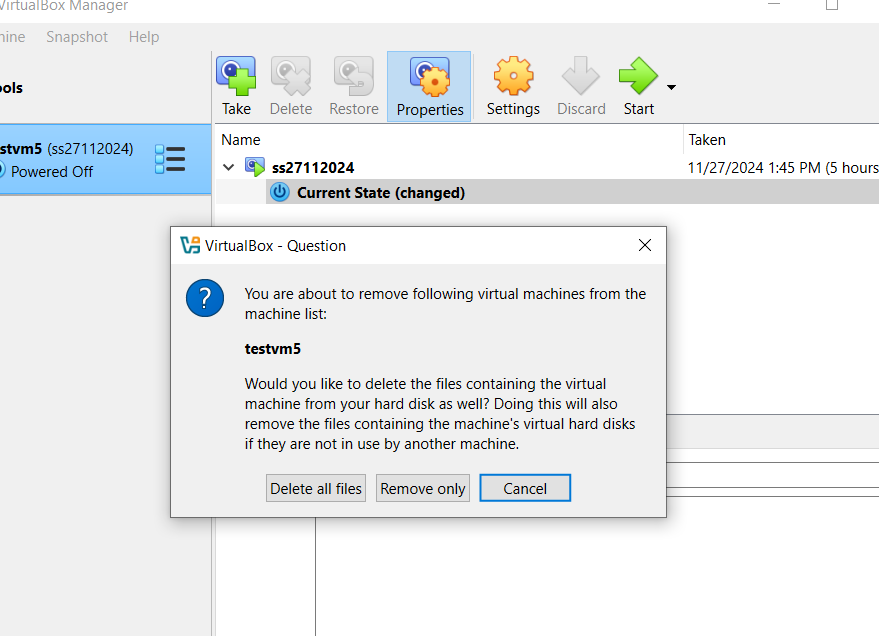 VirtualBox Manager
Snapshot Help
Take Delete Restore Properties Settings Discard Start
Name Taken
(ss27112024)
Powered Off
ss27112024 11/27/2024 1:45 PM (5 hours
Current State (changed)
VirtualBox - Question
You are about to remove following virtual machines from the
machine list:
testvm5
Would you like to delete the files containing the virtual
machine from your hard disk as well? Doing this will also
remove the files containing the machine's virtual hard disks
if they are not in use by another machine.
Delete all files Remove only Cancel